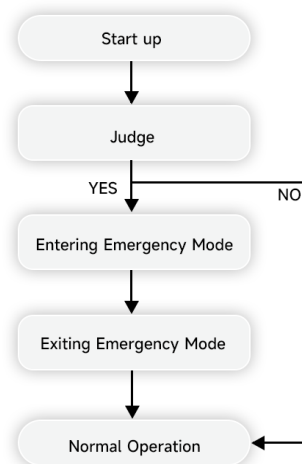 Start up
Judge
YES
NO
Entering Emergency Mode
Exiting Emergency Mode
Normal Operation